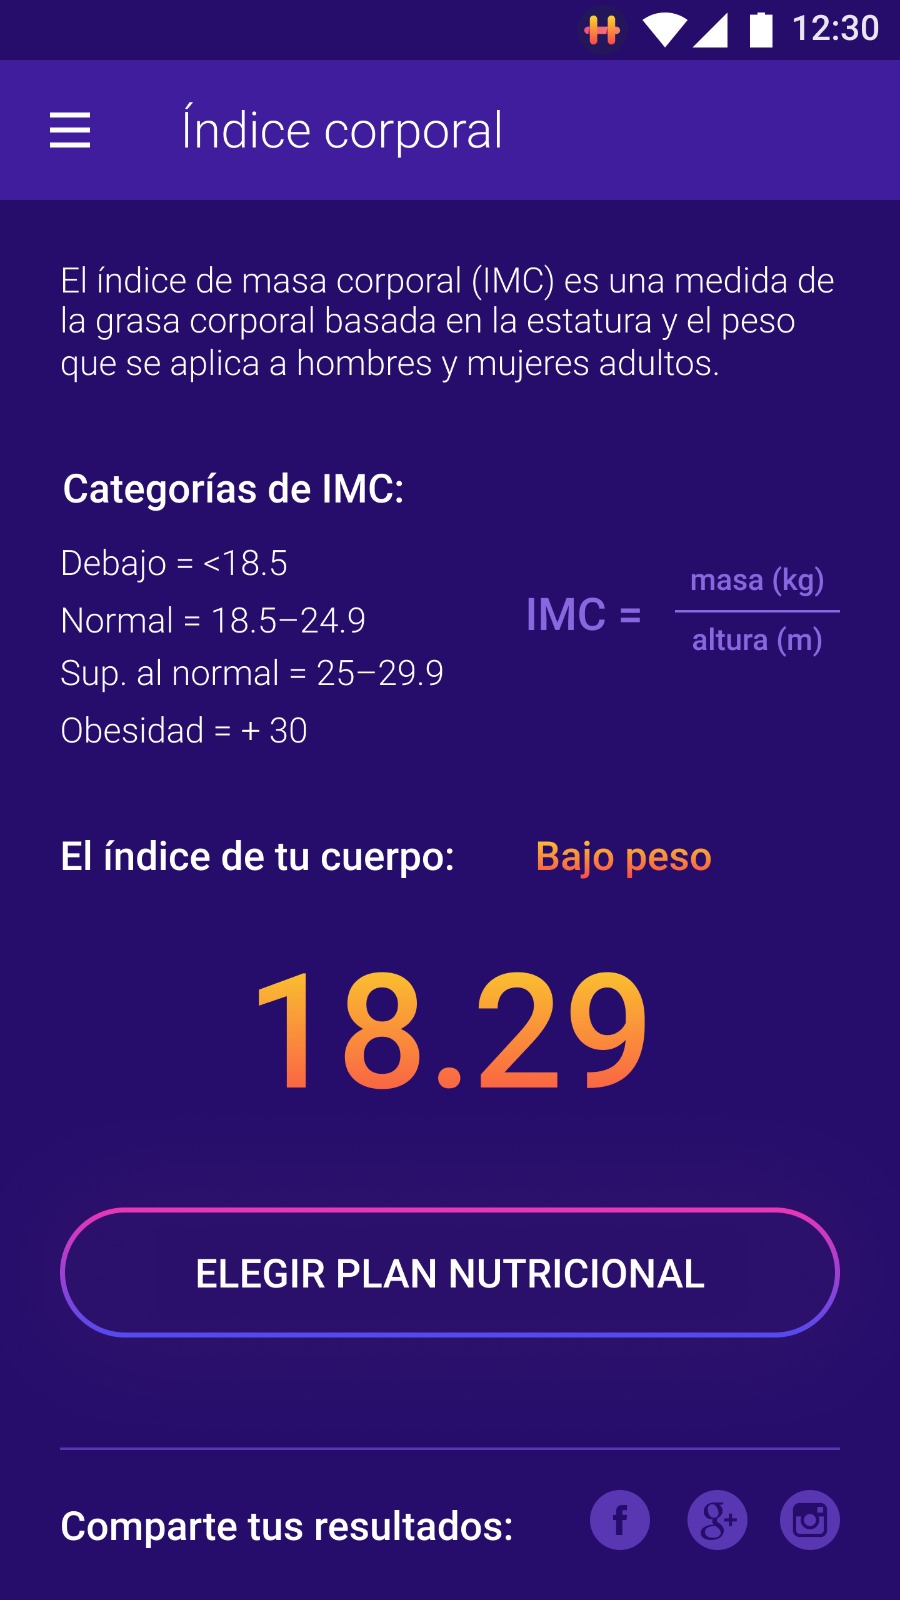 12:30
Índice corporal
El índice de masa corporal (IMC) es una medida de
la grasa corporal basada en la estatura y el peso
que se aplica a hombres y mujeres adultos.
Categorías de IMC:
Debajo = <18.5
Normal = 18.5–24.9
Sup. al normal = 25–29.9
Obesidad = + 30
IMC =
masa (kg)
altura (m)
El índice de tu cuerpo: Bajo peso
18.29
ELEGIR PLAN NUTRICIONAL
Comparte tus resultados: f g+